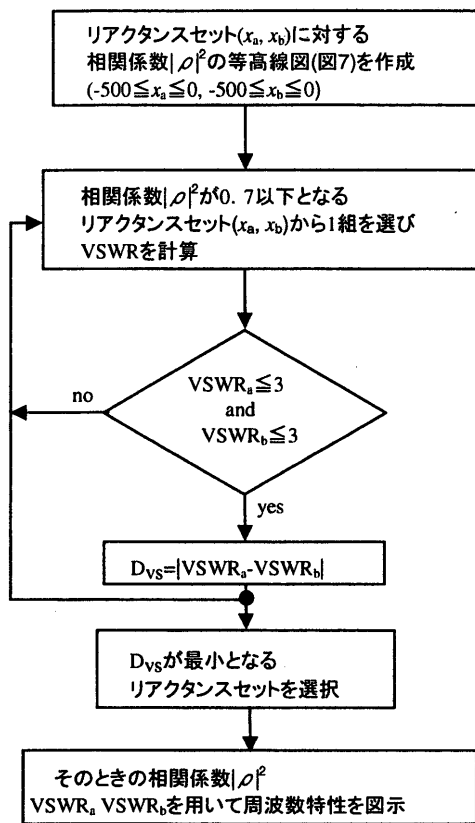 リアクタンスセット(xa, xb)に対する
相関係数|ρ|²の等高線図(図7)を作成
(-500≦xa≦0, -500≦xb≦0)
相関係数|ρ|²が0. 7以下となる
リアクタンスセット(xa, xb)から1組を選び
VSWRを計算
VSWRa≦3
no
and
VSWRb≦3
yes
DVS=|VSWRa-VSWRb|
DVSが最小となる
リアクタンスセットを選択
そのときの相関係数|ρ|²
VSWRa VSWRbを用いて周波数特性を図示